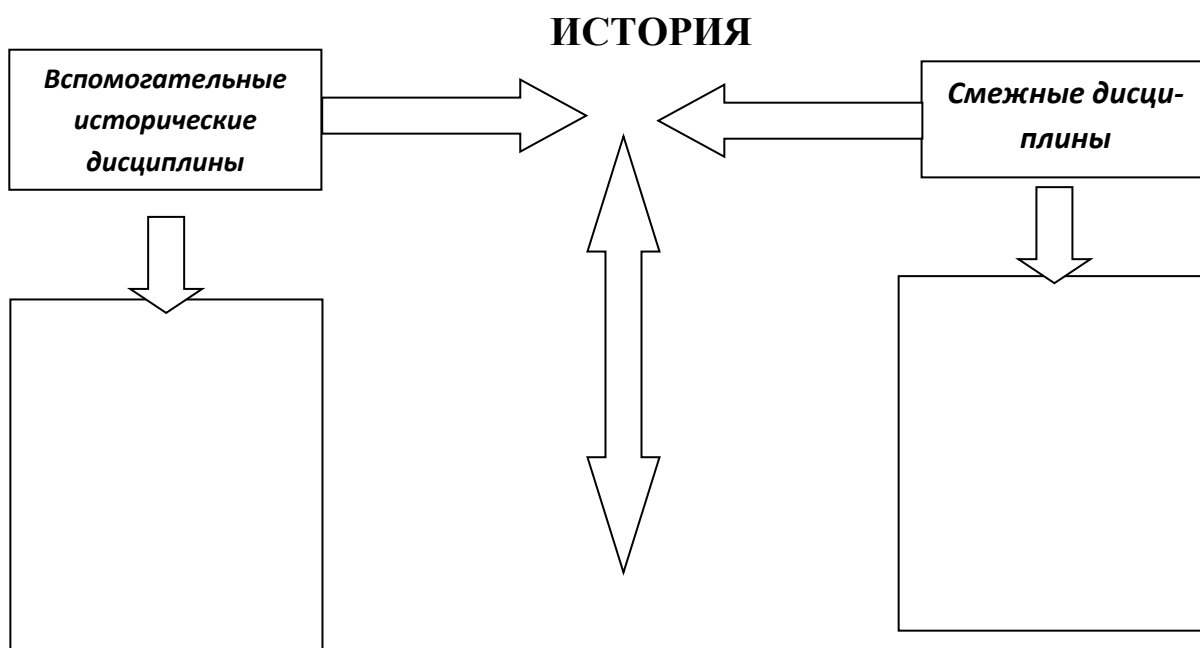 ИСТОРИЯ
Вспомогательные
исторические
дисциплины
Смежные дисци-
плины